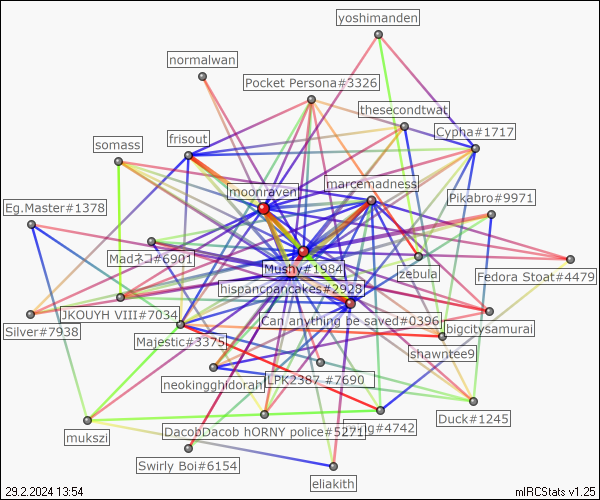 yoshimanden
normalwan
Pocket Persona#3326
thesecondtwat
Cypha#1717
frisout
somass
marcemadness
moonraven
Pikabro#9971
Eg.Master#1378
Madネコ#6901
Mushy#1984
zebula
Fedora Stoat#4479
hispancpancakes#2928
JKOUYH VIII#7034
Can anything be saved#0396
Silver#7938
bigcitysamurai
Majestic#3375
shawntee9
neokingghidorah
LPK2387 #7690
Duck#1245
DacobDacob hORNY police#5271
#4742
mukszi
Swirly Boi#6154
eliakith
29.2.2024 13:54
mIRCStats v1.25